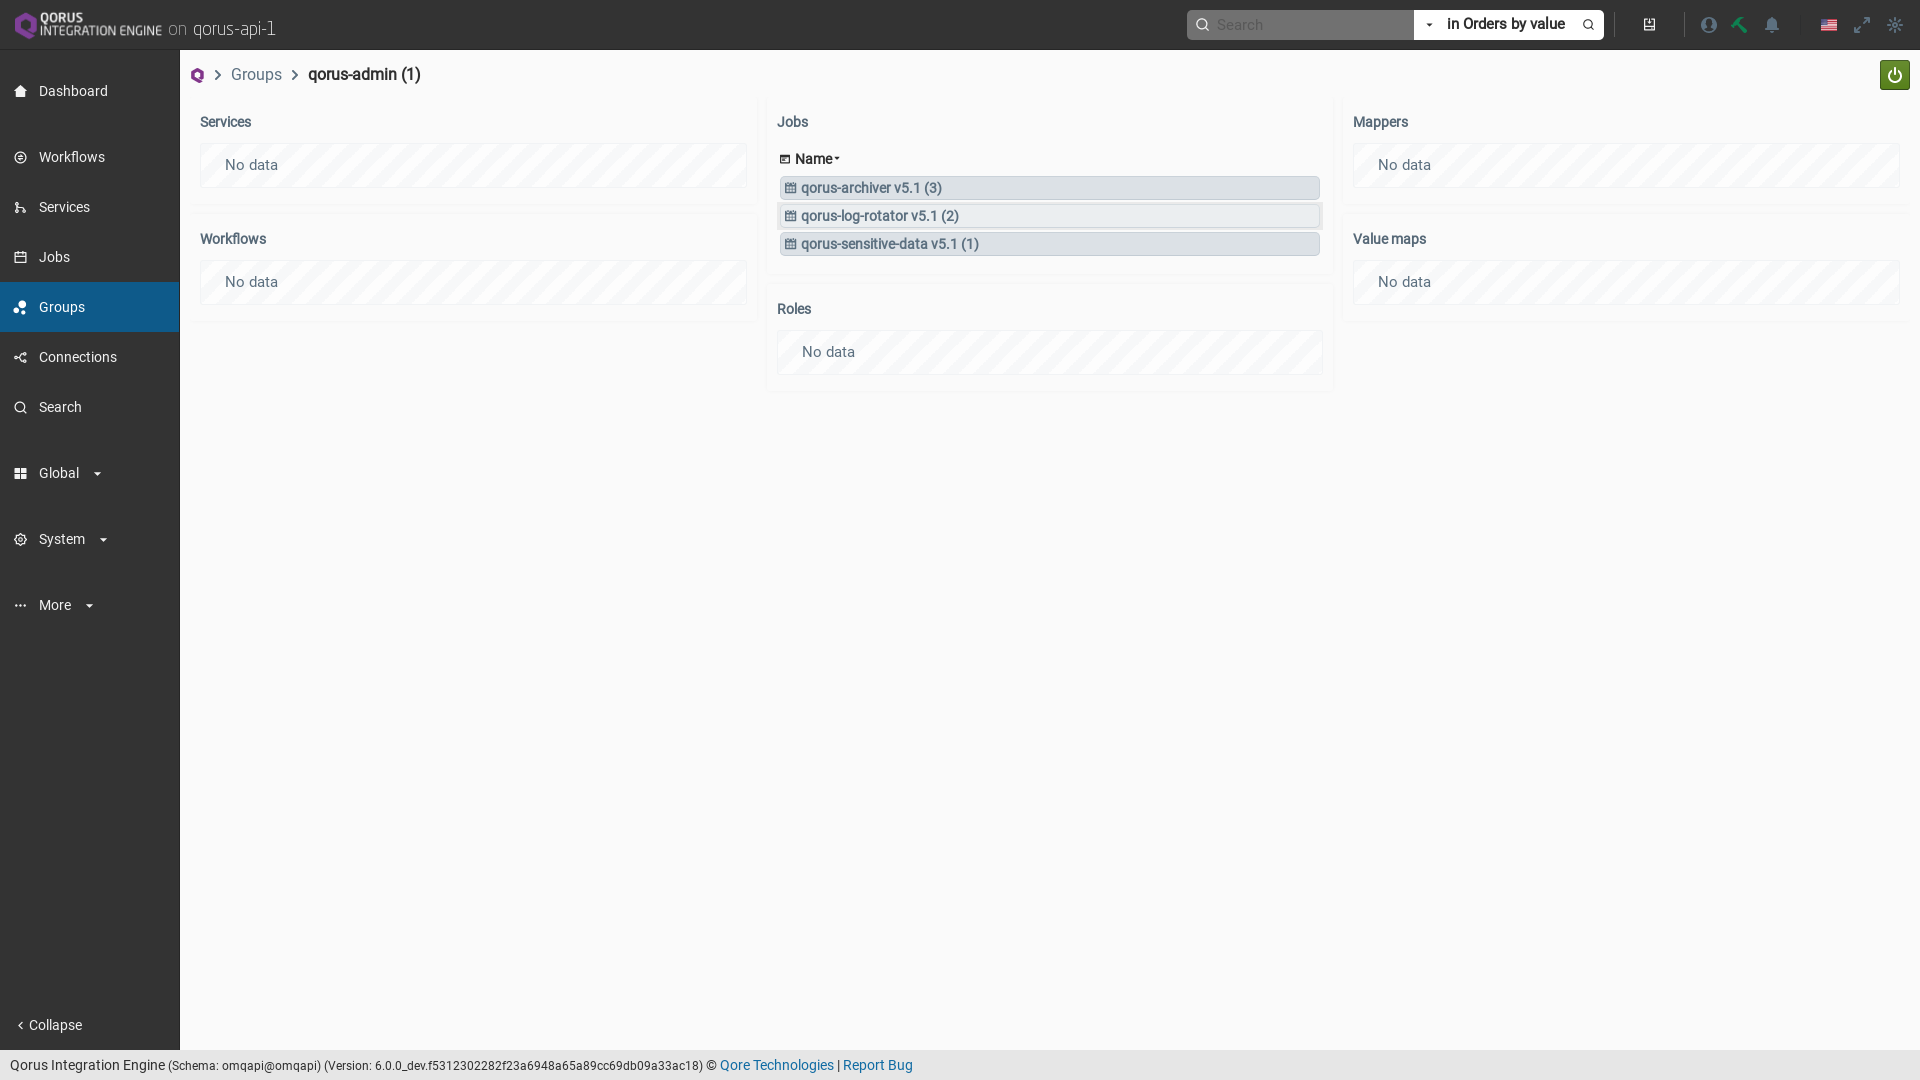 QORUS
INTEGRATION ENGINE on qorus-api-1
Search
in Orders by value
Dashboard
Workflows
Services
Jobs
Groups
Connections
Search
Global
System
More
Collapse
Groups
qorus-admin (1)
Services
No data
Workflows
No data
Jobs
Name
qorus-archiver v5.1 (3)
qorus-log-rotator v5.1 (2)
qorus-sensitive-data v5.1 (1)
Roles
No data
Mappers
No data
Value maps
No data
Qorus Integration Engine (Schema: omqapi@omqapi) (Version: 6.0.0_dev.f5312302282f23a6948a65a89cc69db09a33ac18) © Qore Technologies | Report Bug